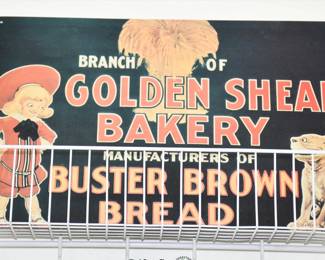 BRANCH OF
GOLDEN SHEAF
BAKERY
MANUFACTURERS OF
BUSTER BROWN
BREAD